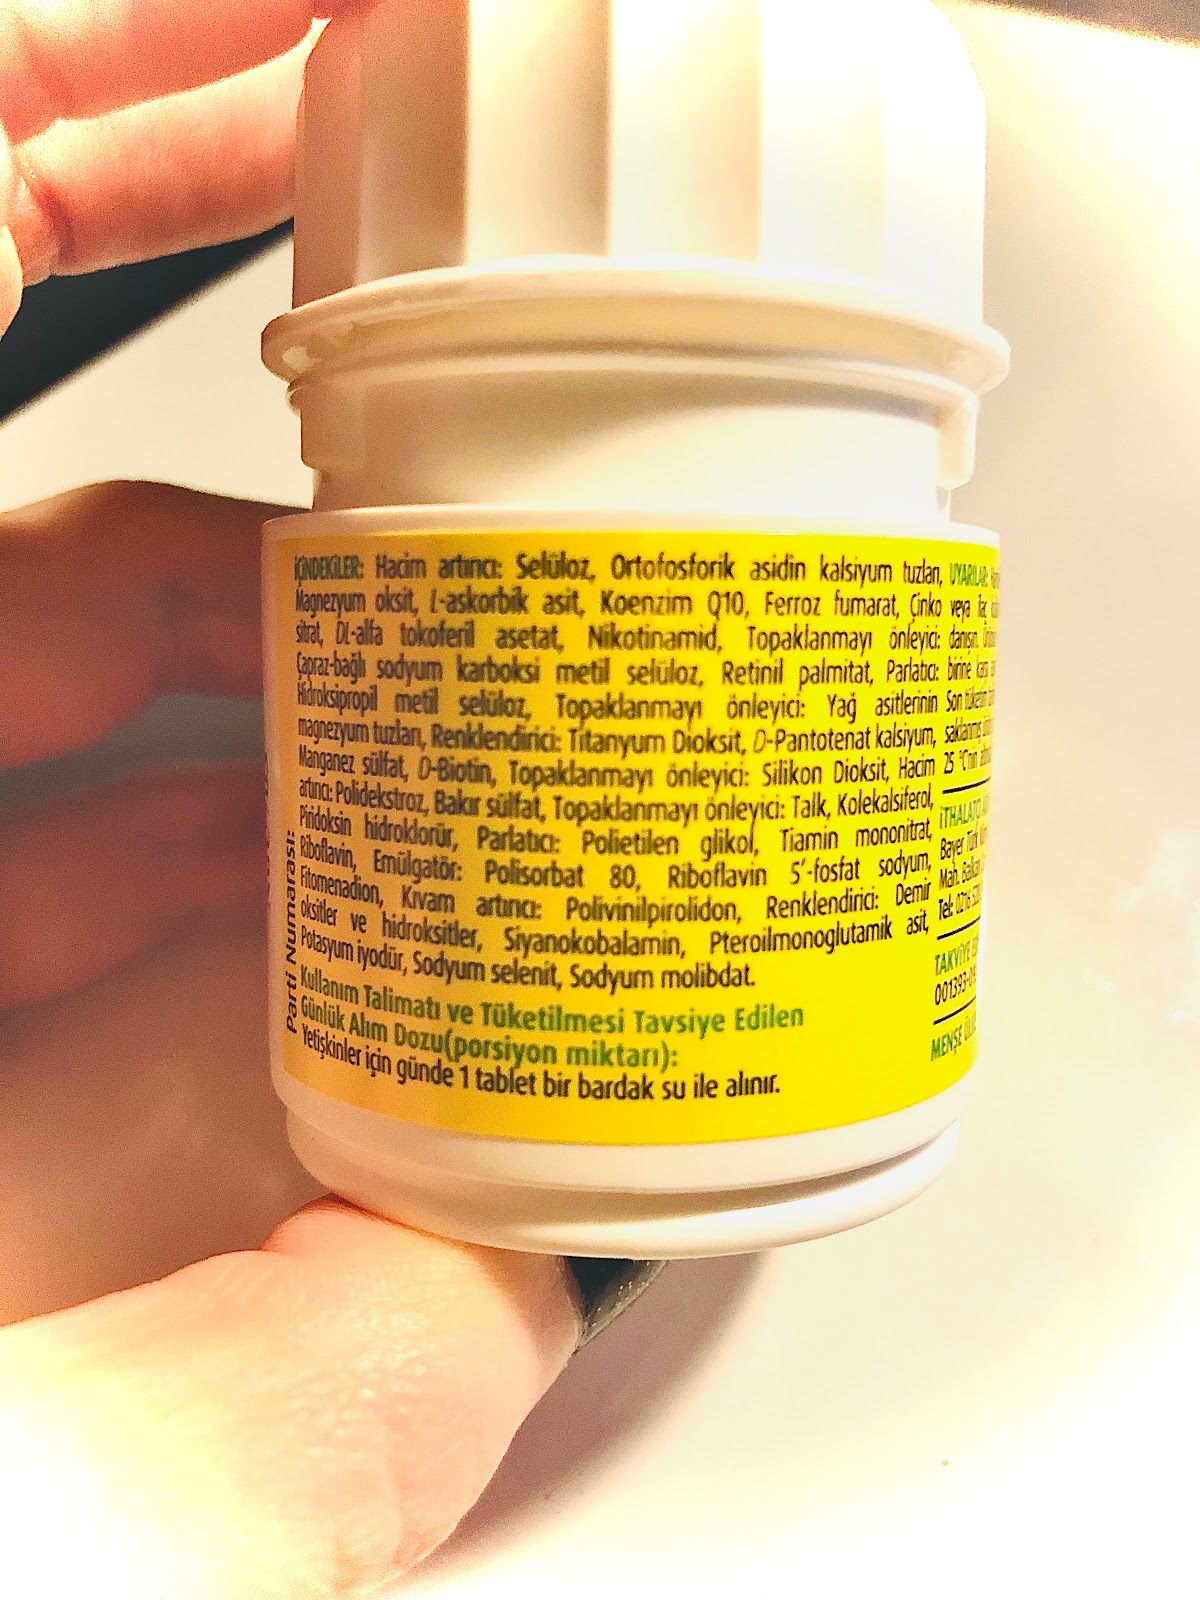 İÇİNDEKİLER: Hacim artırıcı: Selüloz, Ortofosforik asidin kalsiyum tuzları,
Magnezyum oksit, L-askorbik asit, Koenzim Q10, Ferroz fumarat, Çinko
sitrat, DL-alfa tokoferil asetat, Nikotinamid, Topaklanmayı önleyici:
Çapraz-bağlı sodyum karboksi metil selüloz, Retinil palmitat, Parlatıcı:
Hidroksipropil metil selüloz, Topaklanmayı önleyici: Yağ asitlerinin
magnezyum tuzları, Renklendirici: Titanyum Dioksit, D-Pantotenat kalsiyum,
Manganez sülfat, D-Biotin, Topaklanmayı önleyici: Silikon Dioksit, Hacim
artırıcı: Polidekstroz, Bakır sülfat, Topaklanmayı önleyici: Talk, Kolekalsiferol,
Piridoksin hidroklorür, Parlatıcı: Polietilen glikol, Tiamin mononitrat,
Riboflavin, Emülgatör: Polisorbat 80, Riboflavin 5'-fosfat sodyum,
Fitomenadion, Kıvam artırıcı: Polivinilpirolidon, Renklendirici: Demir
oksitler ve hidroksitler, Siyanokobalamin, Pteroilmonoglutamik asit,
Potasyum iyodür, Sodyum selenit, Sodyum molibdat.
Kullanım Talimatı ve Tüketilmesi Tavsiye Edilen
Günlük Alım Dozu(porsiyon miktarı):
Yetişkinler için günde 1 tablet bir bardak su ile alınır.
Parti Numarası:
UYARILAR:
veya ilaç
danışın.
birine karşı
Son tüketim
saklanmış
25 °C'nin
Bayer Türk
Mah.
Tel: 0216
TAKVİYE
001393-
MENŞE